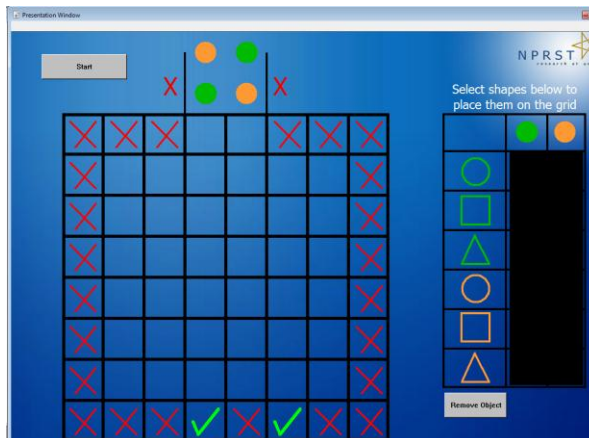 Presentation Window
Start
X
X
NPRST
Select shapes below to
place them on the grid
Remove Object